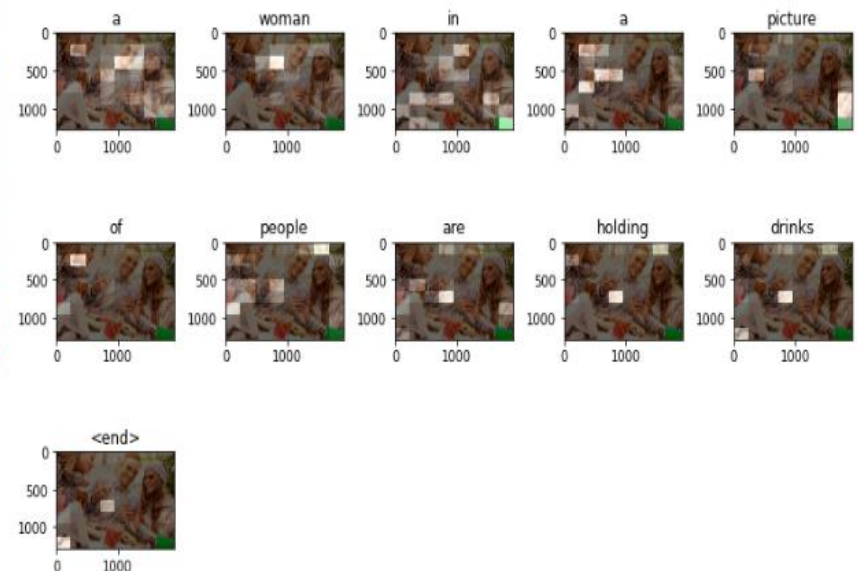 a woman in a picture
0 0 0 0 0
500 500 500 500 500
1000 1000 1000 1000 1000
0 1000 0 1000 0 1000 0 1000 0 1000
of people are holding drinks
0 0 0 0 0
500 500 500 500 500
1000 1000 1000 1000 1000
0 1000 0 1000 0 1000 0 1000 0 1000
<end>
0
500
1000
0 1000